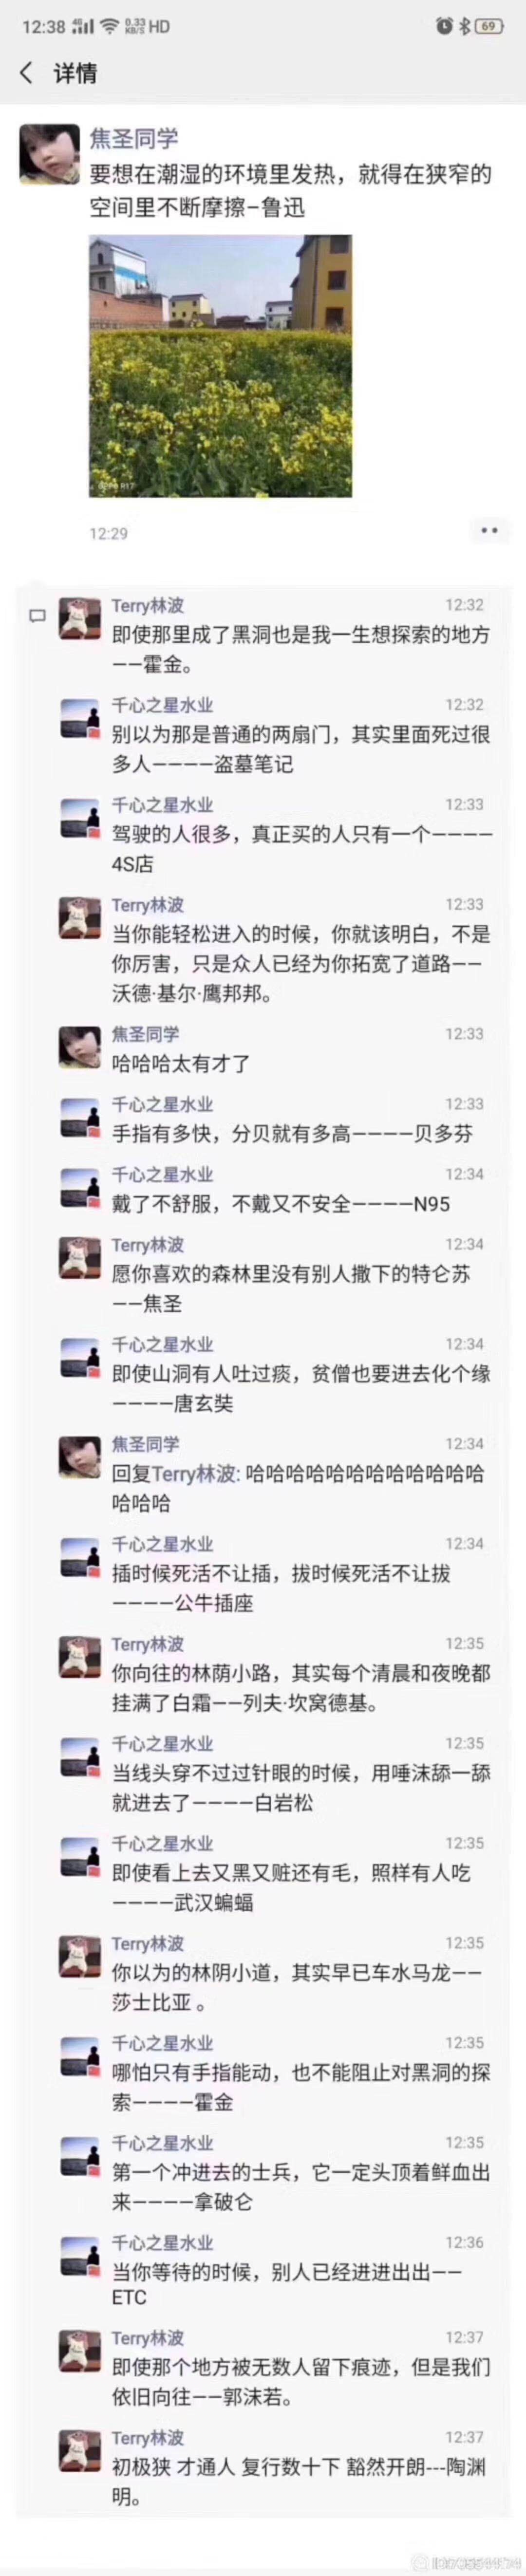 12:38 4G 0.33 KB/S HD 69
详情
焦圣同学
要想在潮湿的环境里发热，就得在狭窄的
空间里不断摩擦–鲁迅
12:29
Terry林波 12:32
即使那里成了黑洞也是我一生想探索的地方
——霍金。
千心之星水业 12:32
别以为那是普通的两扇门，其实里面死过很
多人————盗墓笔记
千心之星水业 12:33
驾驶的人很多，真正买的人只有一个————
4S店
Terry林波 12:33
当你能轻松进入的时候，你就该明白，不是
你厉害，只是众人已经为你拓宽了道路——
沃德·基尔·鹰邦邦。
焦圣同学 12:33
哈哈哈太有才了
千心之星水业 12:33
手指有多快，分贝就有多高————贝多芬
千心之星水业 12:34
戴了不舒服，不戴又不安全————N95
Terry林波 12:34
愿你喜欢的森林里没有别人撒下的特仑苏
——焦圣
千心之星水业 12:34
即使山洞有人吐过痰，贫僧也要进去化个缘
————唐玄奘
焦圣同学 12:34
回复Terry林波: 哈哈哈哈哈哈哈哈哈哈哈哈
哈哈哈
千心之星水业 12:34
插时候死活不让插，拔时候死活不让拔
————公牛插座
Terry林波 12:35
你向往的林荫小路，其实每个清晨和夜晚都
挂满了白霜——列夫·坎窝德基。
千心之星水业 12:35
当线头穿不过过针眼的时候，用唾沫舔一舔
就进去了————白岩松
千心之星水业 12:35
即使看上去又黑又脏还有毛，照样有人吃
————武汉蝙蝠
Terry林波 12:35
你以为的林阴小道，其实早已车水马龙——
莎士比亚 。
千心之星水业 12:35
哪怕只有手指能动，也不能阻止对黑洞的探
索————霍金
千心之星水业 12:35
第一个冲进去的士兵，它一定头顶着鲜血出
来————拿破仑
千心之星水业 12:36
当你等待的时候，别人已经进进出出——
ETC
Terry林波 12:37
即使那个地方被无数人留下痕迹，但是我们
依旧向往——郭沫若。
Terry林波 12:37
初极狭 才通人 复行数十下 豁然开朗---陶渊
明。